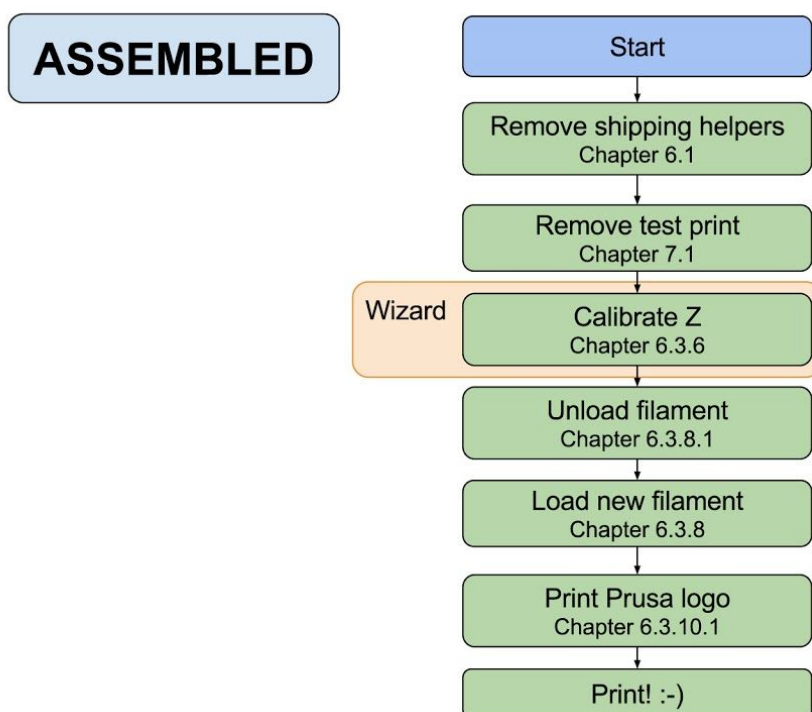 ASSEMBLED
Start
Remove shipping helpers
Chapter 6.1
Remove test print
Chapter 7.1
Wizard
Calibrate Z
Chapter 6.3.6
Unload filament
Chapter 6.3.8.1
Load new filament
Chapter 6.3.8
Print Prusa logo
Chapter 6.3.10.1
Print! :-)